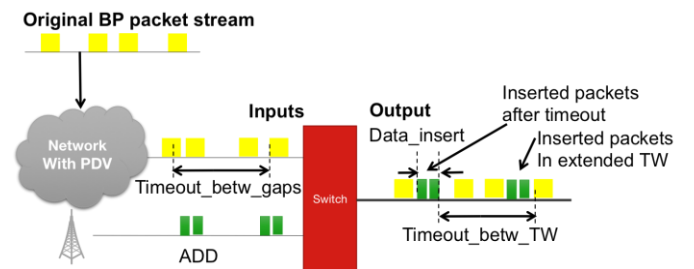 Original BP packet stream
Network
With PDV
Inputs
Timeout_betw_gaps
ADD
Switch
Output
Data_insert
Inserted packets
after timeout
Inserted packets
In extended TW
Timeout_betw_TW